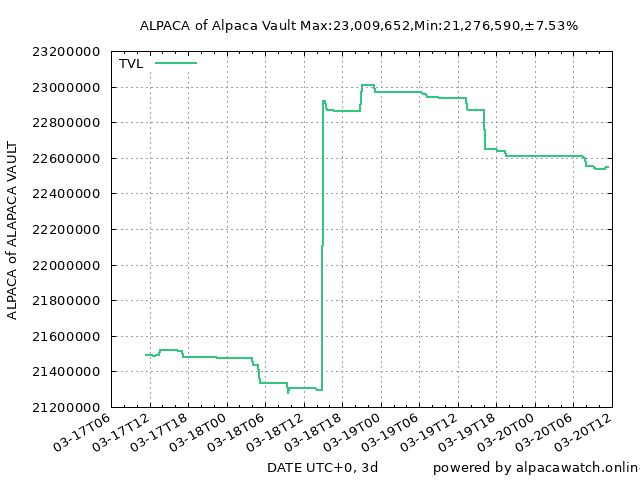 ALPACA of Alpaca Vault Max:23,009,652,Min:21,276,590,±7.53%
TVL
23200000
23000000
22800000
22600000
22400000
22200000
22000000
21800000
21600000
21400000
21200000
ALPACA of ALAPACA VAULT
03-17T06
03-17T12
03-17T18
03-18T00
03-18T06
03-18T12
03-18T18
03-19T00
03-19T06
03-19T12
03-19T18
03-20T00
03-20T06
03-20T12
DATE UTC+0, 3d
powered by alpacawatch.online